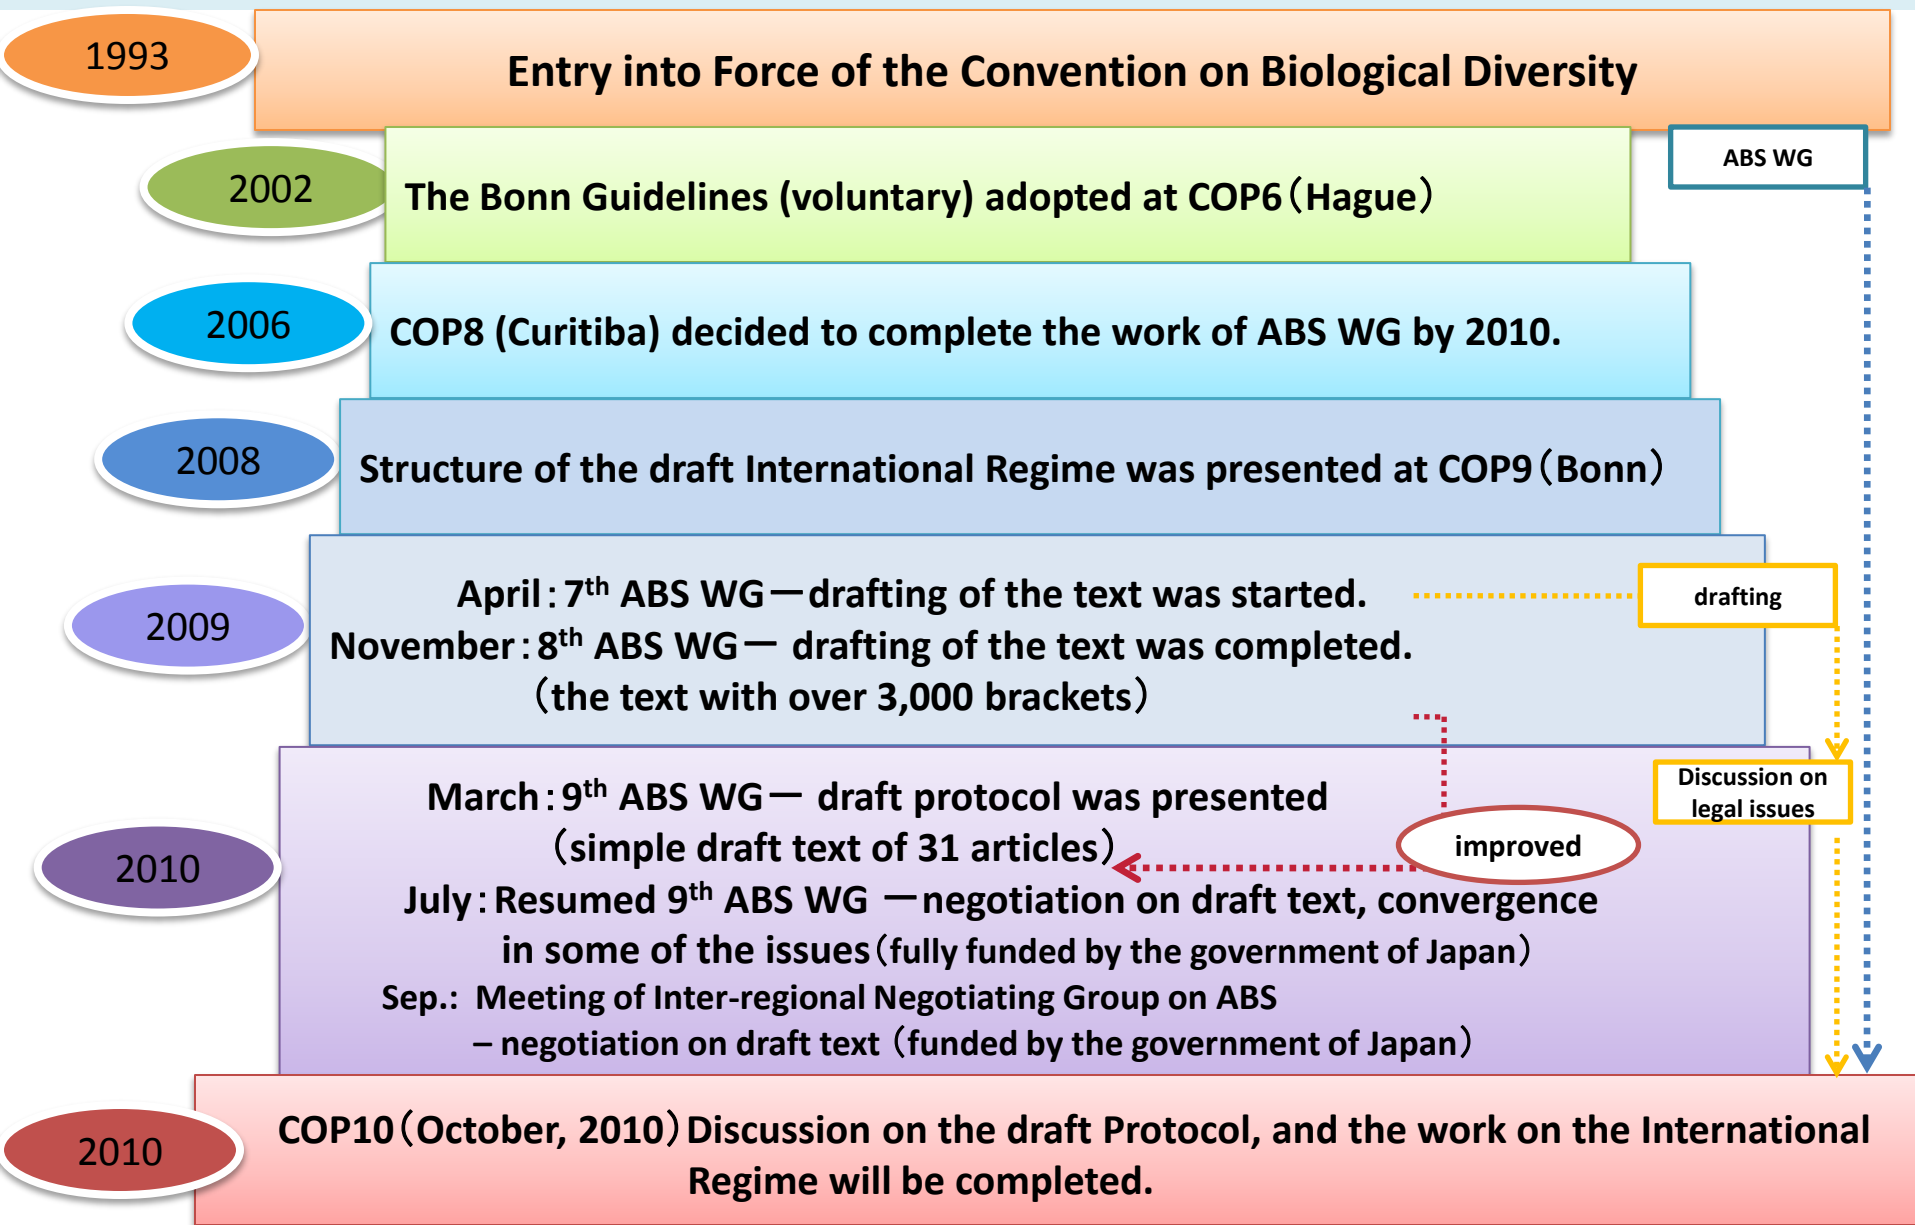 1993
Entry into Force of the Convention on Biological Diversity
ABS WG
2002
The Bonn Guidelines (voluntary) adopted at COP6（Hague）
2006
COP8 (Curitiba) decided to complete the work of ABS WG by 2010.
2008
Structure of the draft International Regime was presented at COP9（Bonn）
2009
April：7th ABS WG－drafting of the text was started.
drafting
November：8th ABS WG－ drafting of the text was completed.
（the text with over 3,000 brackets）
2010
March：9th ABS WG－ draft protocol was presented
（simple draft text of 31 articles）
Discussion on
legal issues
improved
July：Resumed 9th ABS WG －negotiation on draft text, convergence
in some of the issues（fully funded by the government of Japan）
Sep.: Meeting of Inter-regional Negotiating Group on ABS
– negotiation on draft text（funded by the government of Japan）
2010
COP10（October, 2010）Discussion on the draft Protocol, and the work on the International
Regime will be completed.